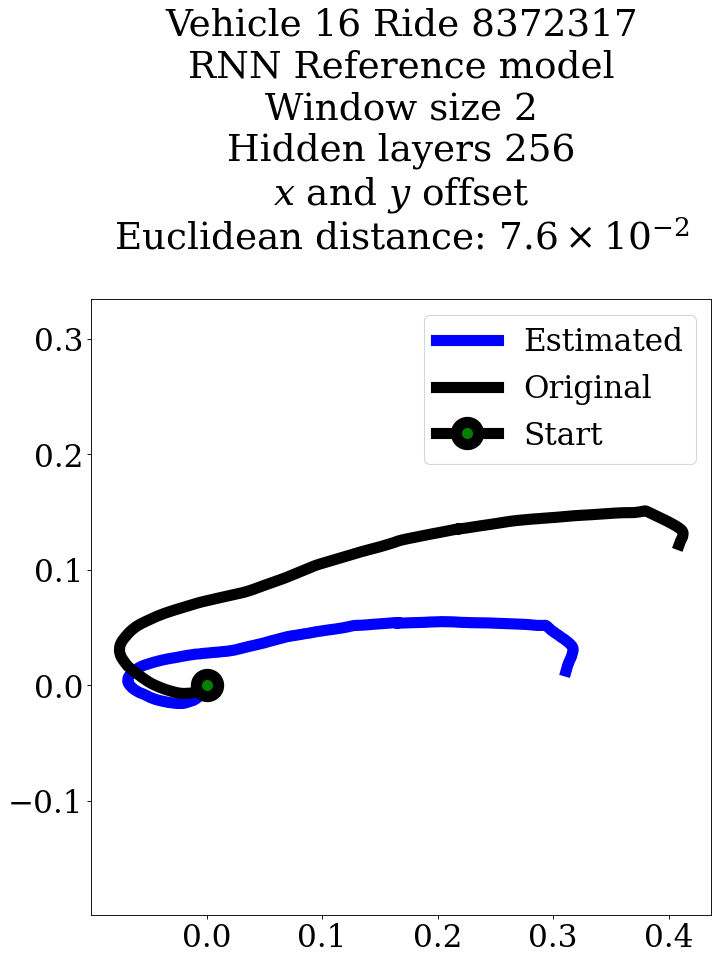 Vehicle 16 Ride 8372317
RNN Reference model
Window size 2
Hidden layers 256
x and y offset
Euclidean distance: 7.6 × 10⁻²
Estimated
Original
Start
0.3
0.2
0.1
0.0
−0.1
0.0 0.1 0.2 0.3 0.4